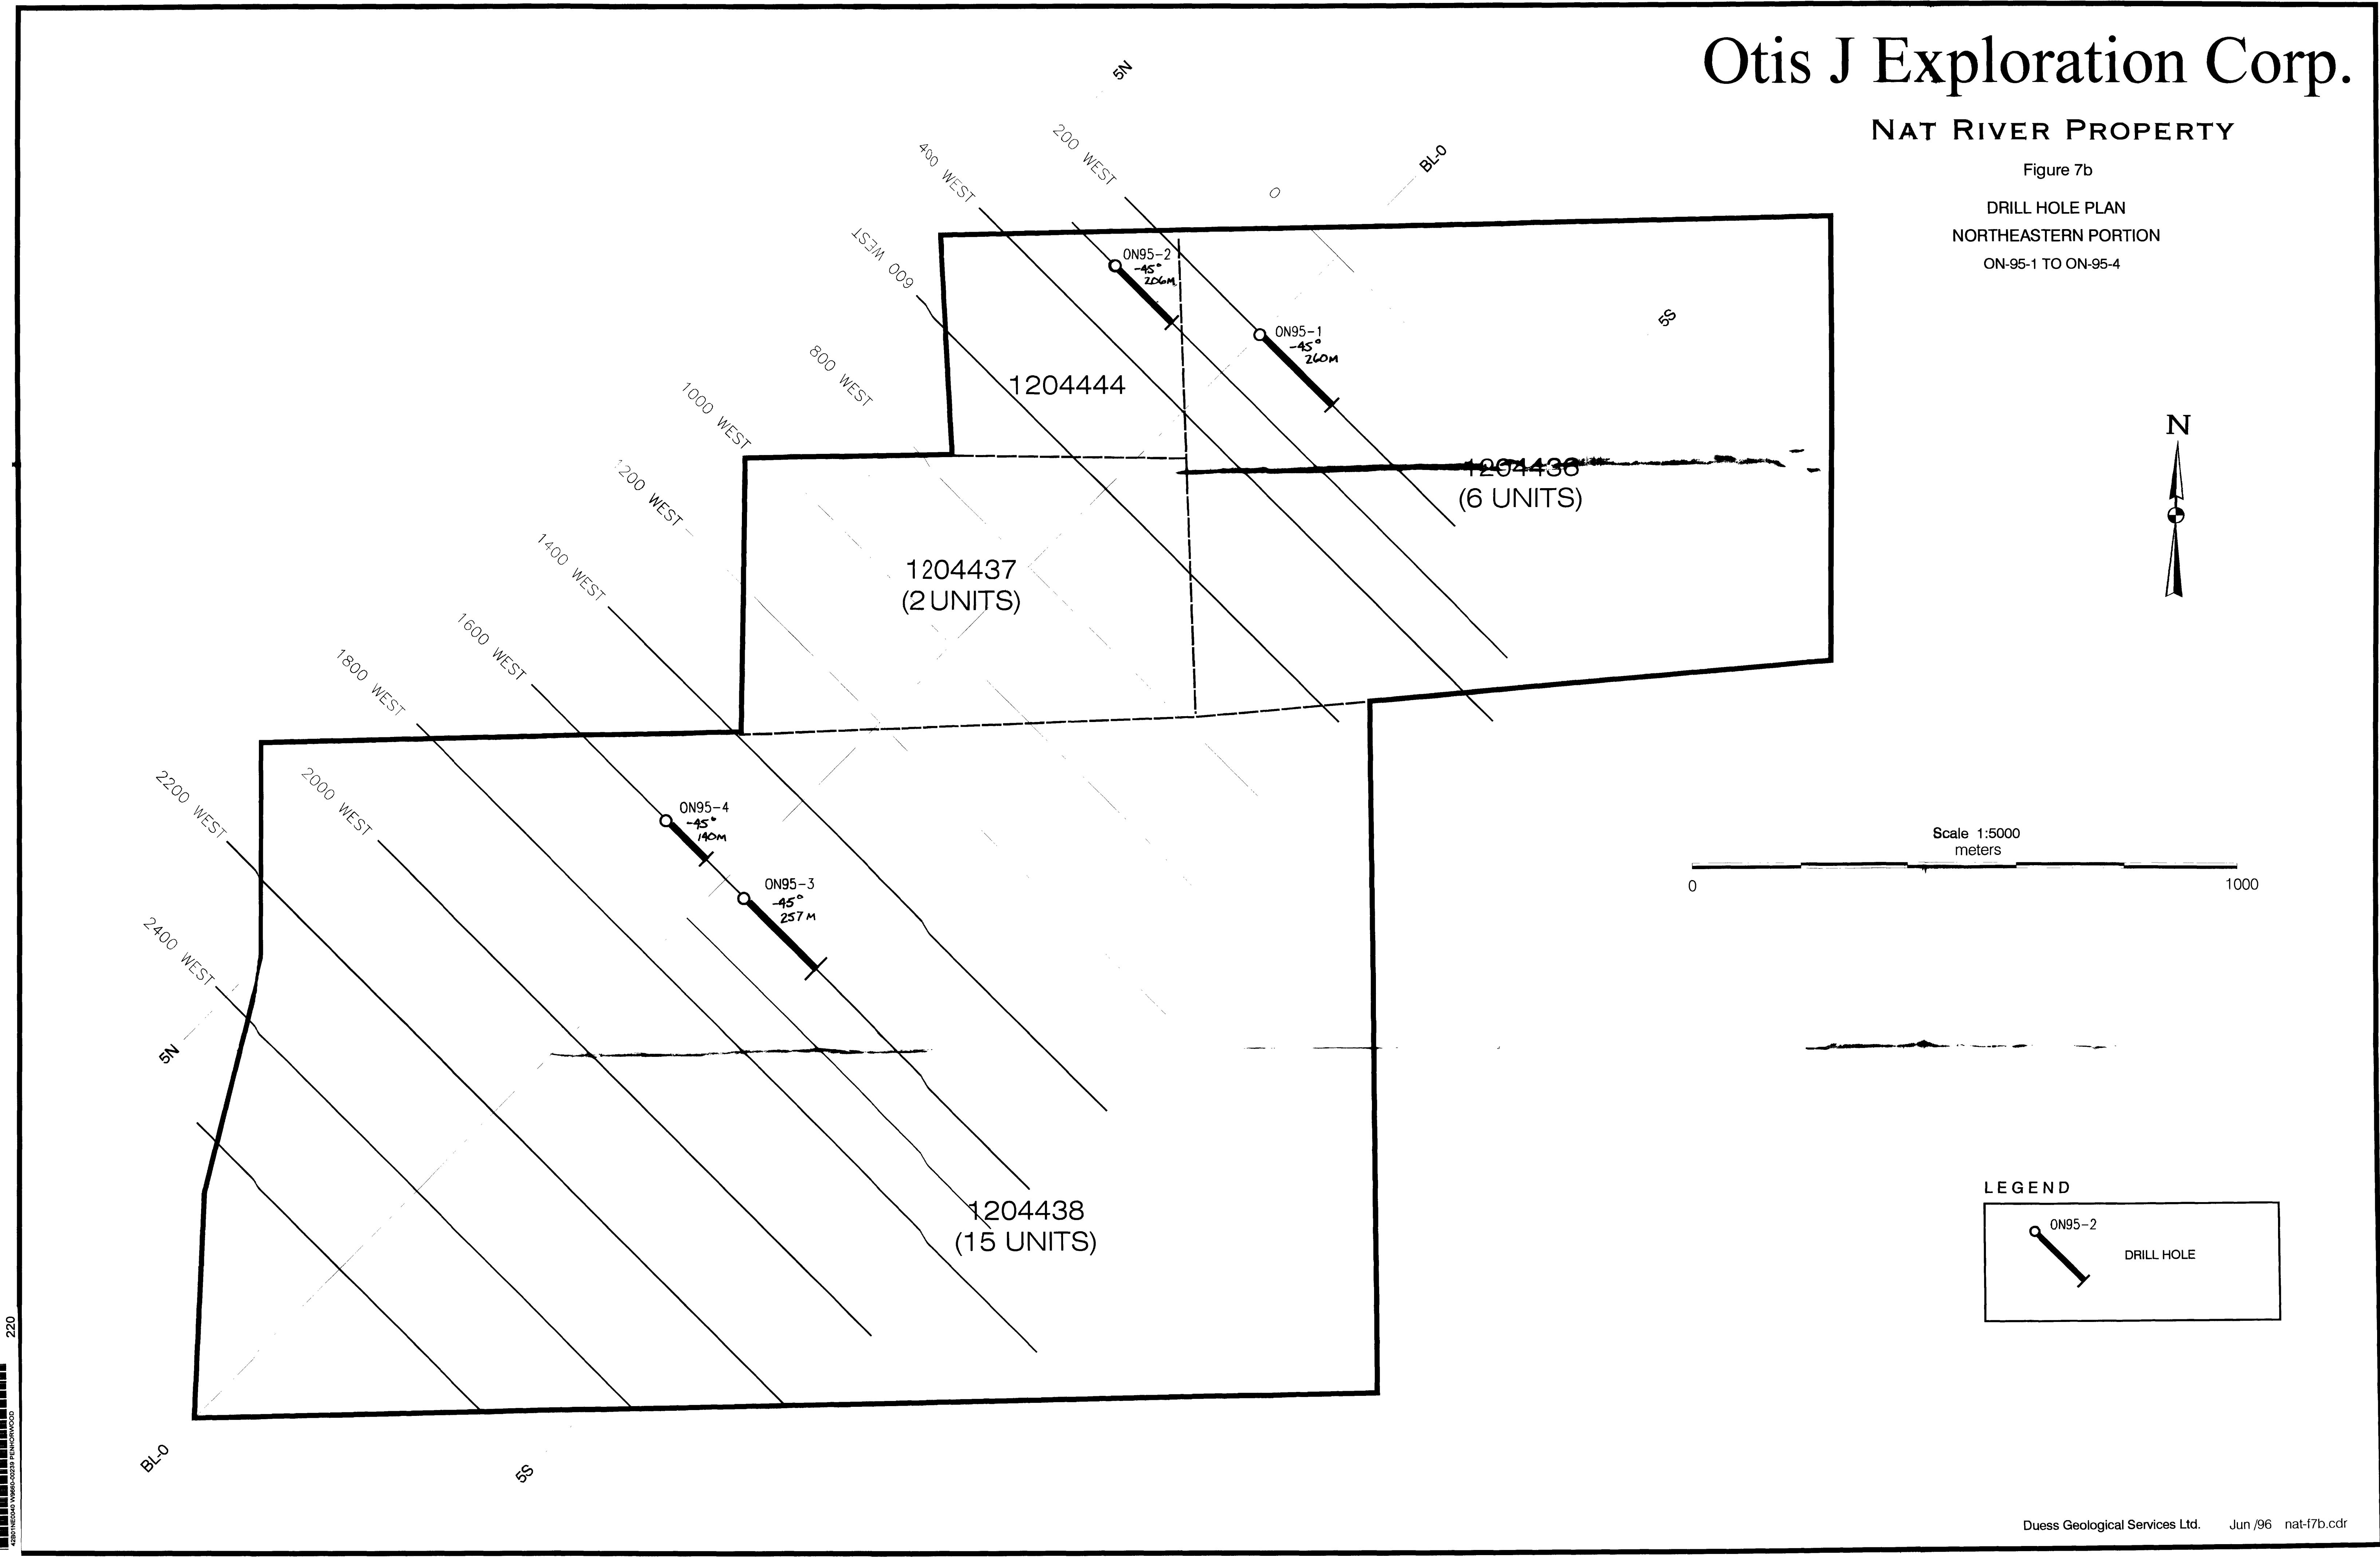 Otis J Exploration Corp.
NAT RIVER PROPERTY
Figure 7b
DRILL HOLE PLAN
NORTHEASTERN PORTION
ON-95-1 TO ON-95-4
5N
BL-0
0
200 WEST
400 WEST
600 WEST
800 WEST
1000 WEST
1200 WEST
1400 WEST
1600 WEST
1800 WEST
2000 WEST
2200 WEST
2400 WEST
ON95-2
-45°
206M
ON95-1
-45°
260M
5S
1204444
1204436
(6 UNITS)
1204437
(2 UNITS)
N
ON95-4
-45°
140M
ON95-3
-45°
257M
Scale 1:5000
meters
0
1000
5N
1204438
(15 UNITS)
LEGEND
ON95-2
DRILL HOLE
BL-0
5S
220
42B01NE0040 W9660-00239 PENHORWOOD
Duess Geological Services Ltd. Jun /96 nat-f7b.cdr